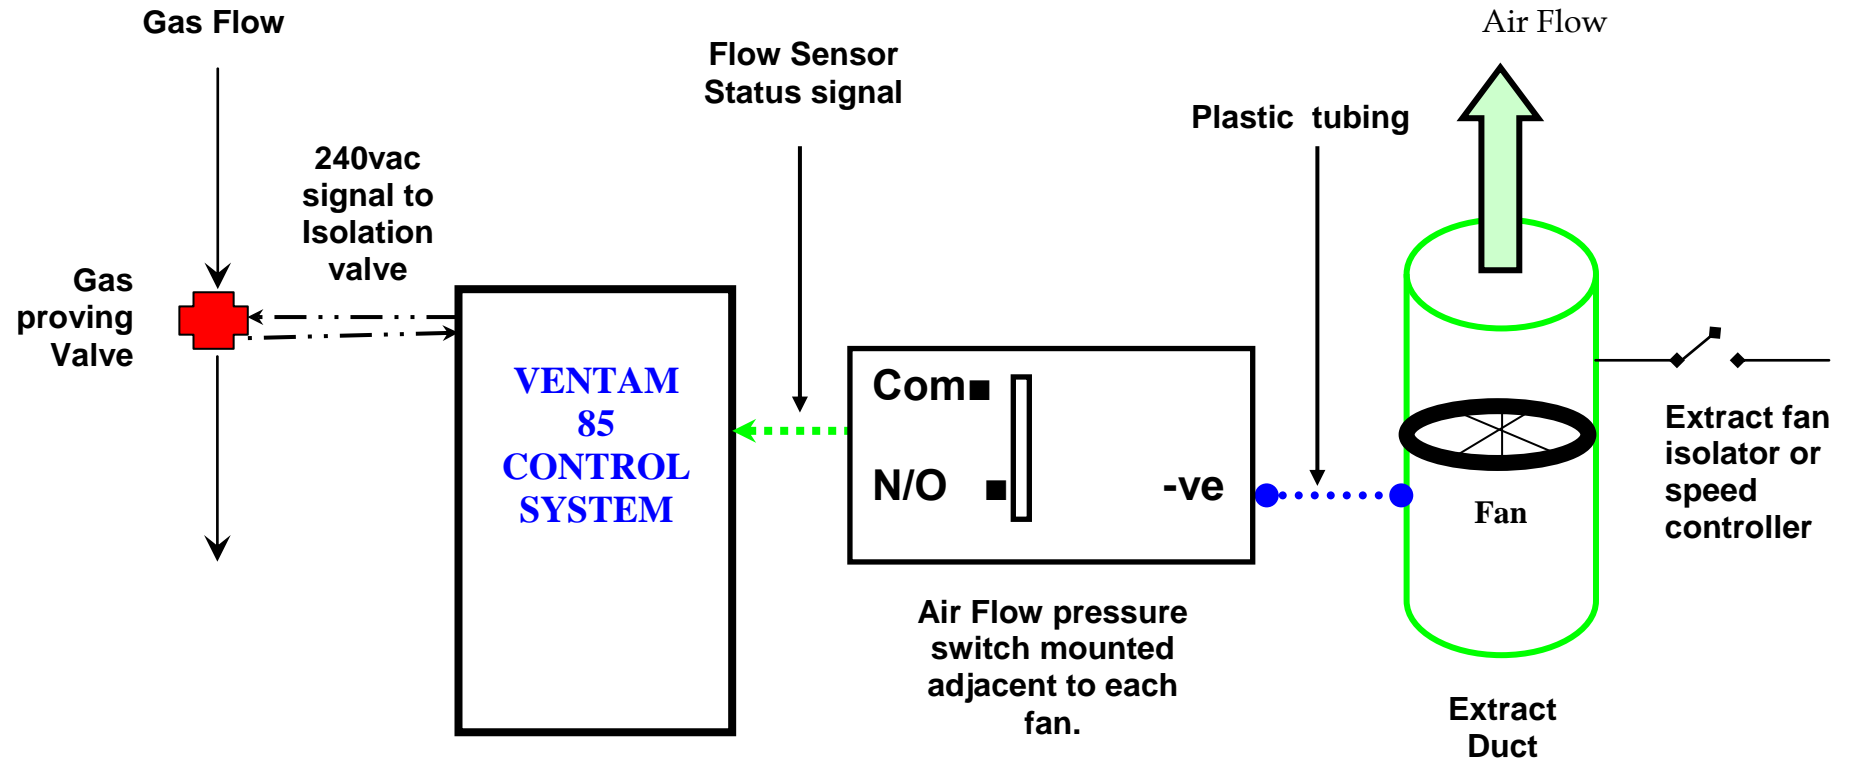 Gas Flow
Air Flow
Flow Sensor
Status signal
Plastic tubing
240vac
signal to
Isolation
valve
Gas
proving
Valve
VENTAM
85
CONTROL
SYSTEM
Com
N/O
-ve
Fan
Extract fan
isolator or
speed
controller
Air Flow pressure
switch mounted
adjacent to each
fan.
Extract
Duct